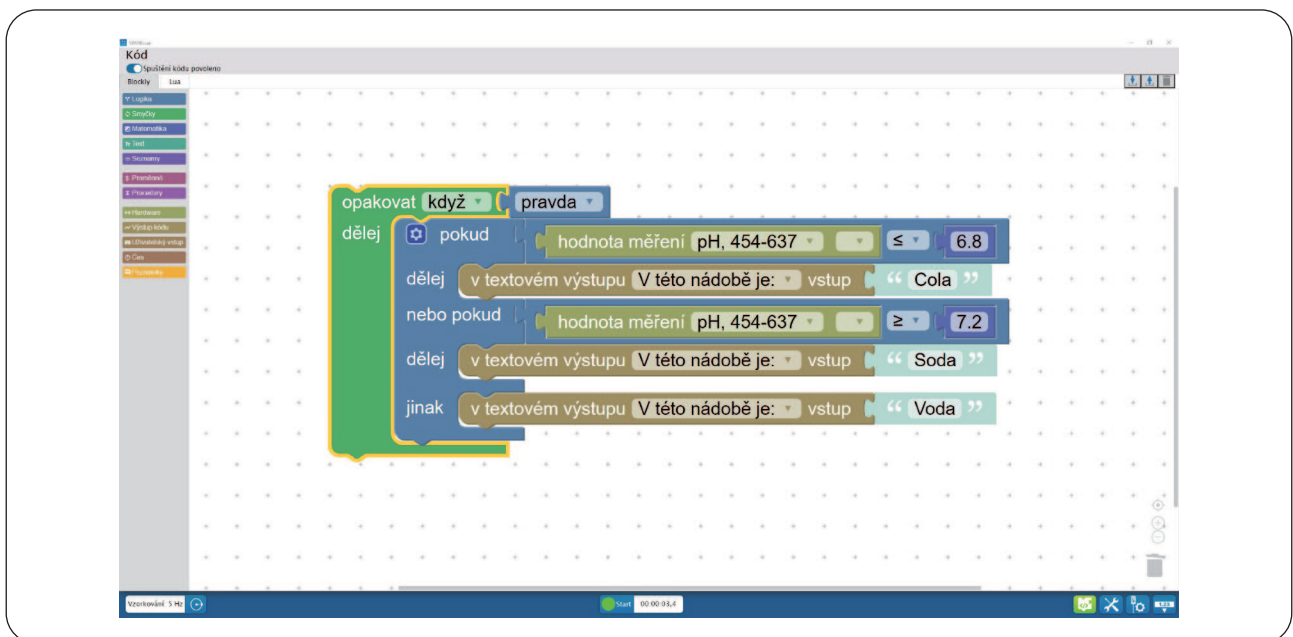 Kód
Spuštění kódu povoleno
Blockly Lua
Logika
Smyčky
Matematika
Text
Seznamy
Proměnné
Procedury
Hardware
Výstup kódu
Uživatelský vstup
Čas
opakovat když pravda
dělej pokud hodnota měření pH, 454-637 ≤ 6.8
dělej v textovém výstupu V této nádobě je: vstup “ Cola ”
nebo pokud hodnota měření pH, 454-637 ≥ 7.2
dělej v textovém výstupu V této nádobě je: vstup “ Soda ”
jinak v textovém výstupu V této nádobě je: vstup “ Voda ”
Vzorkování 5 Hz Start 00:00:03,4